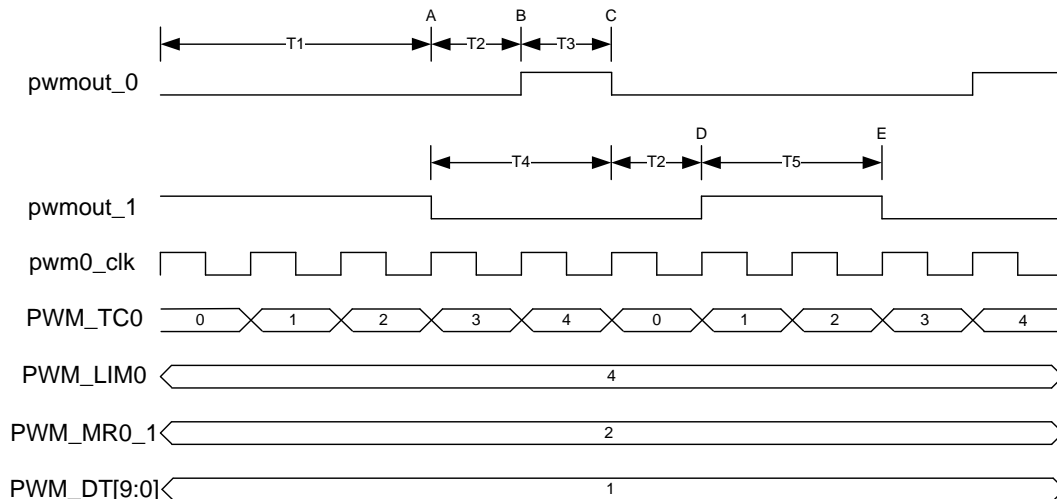 A B C
T1 T2 T3
pwmout_0
D E
T4 T2 T5
pwmout_1
pwm0_clk
PWM_TC0 0 1 2 3 4 0 1 2 3 4
PWM_LIM0 4
PWM_MR0_1 2
PWM_DT[9:0] 1